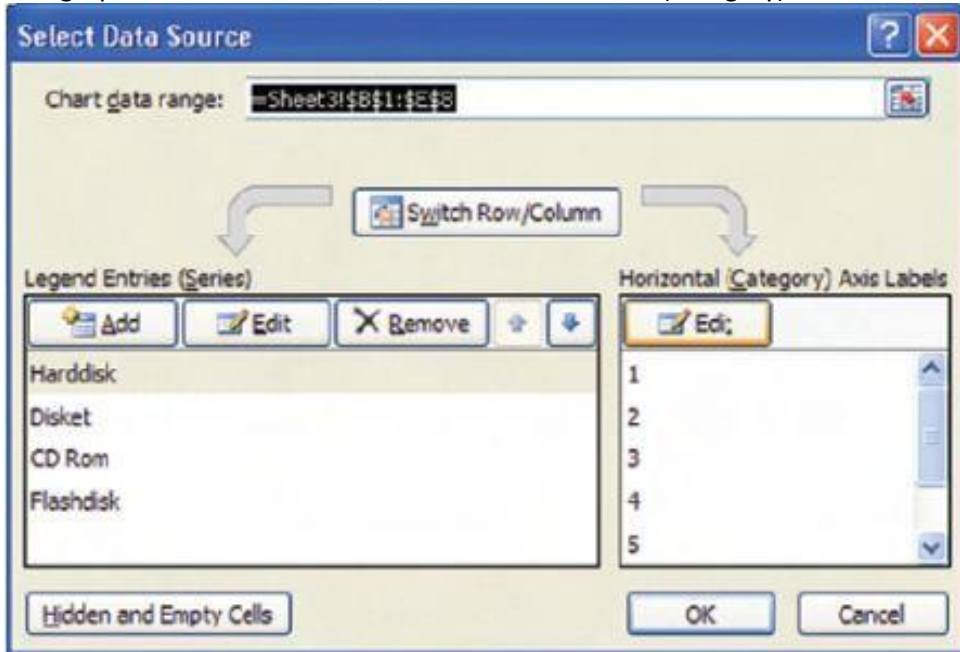 Select Data Source
Chart data range: =Sheet3!$B$1:$E$8
Switch Row/Column
Legend Entries (Series)
Horizontal (Category) Axis Labels
Add Edit Remove
Edit
Harddisk
1
Disket
2
CD Rom
3
Flashdisk
4
5
Hidden and Empty Cells
OK Cancel